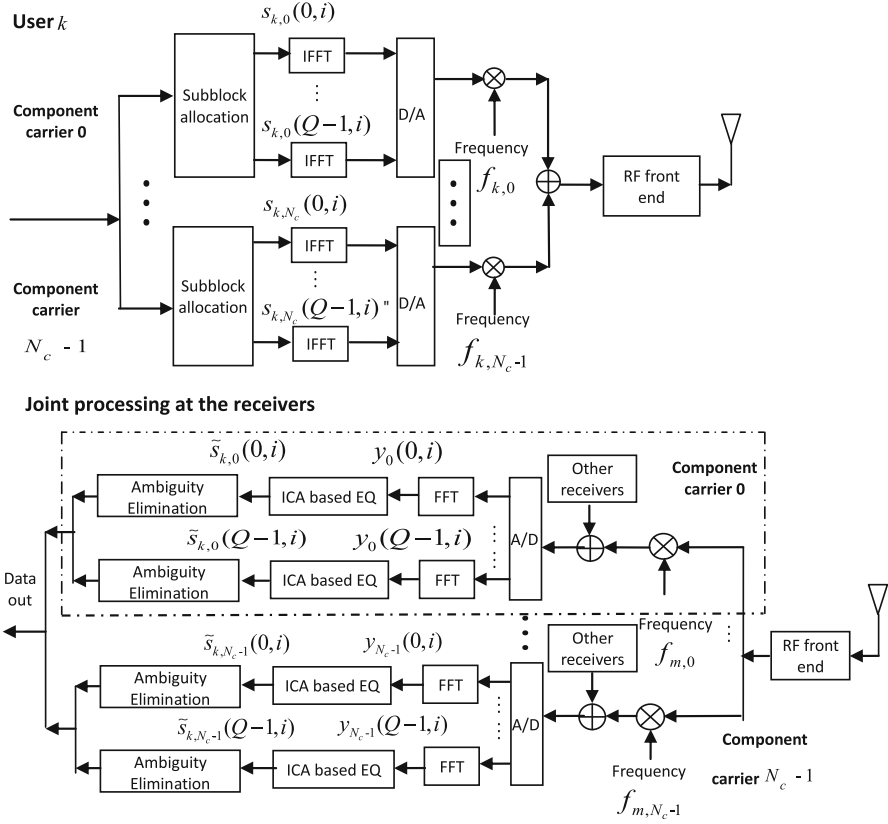 User k
s_{k,0}(0,i)
IFFT
⋮
Component
carrier 0
Subblock
allocation
s_{k,0}(Q−1,i)
IFFT
D/A
Frequency
f_{k,0}
RF front
end
s_{k,N_c}(0,i)
IFFT
⋮
Component
carrier
N_c - 1
Subblock
allocation
s_{k,N_c}(Q−1,i)"
IFFT
D/A
Frequency
f_{k,N_c-1}
Joint processing at the receivers
s̃_{k,0}(0,i)
y_0(0,i)
Other
receivers
Component
carrier 0
Ambiguity
Elimination
ICA based EQ
FFT
A/D
s̃_{k,0}(Q−1,i)
y_0(Q−1,i)
Ambiguity
Elimination
ICA based EQ
FFT
Data
out
Frequency
f_{m,0}
RF front
end
s̃_{k,N_c-1}(0,i)
y_{N_c-1}(0,i)
Other
receivers
Ambiguity
Elimination
ICA based EQ
FFT
A/D
s̃_{k,N_c-1}(Q−1,i)
y_{N_c-1}(Q−1,i)
Ambiguity
Elimination
ICA based EQ
FFT
Frequency
f_{m,N_c-1}
Component
carrier N_c - 1